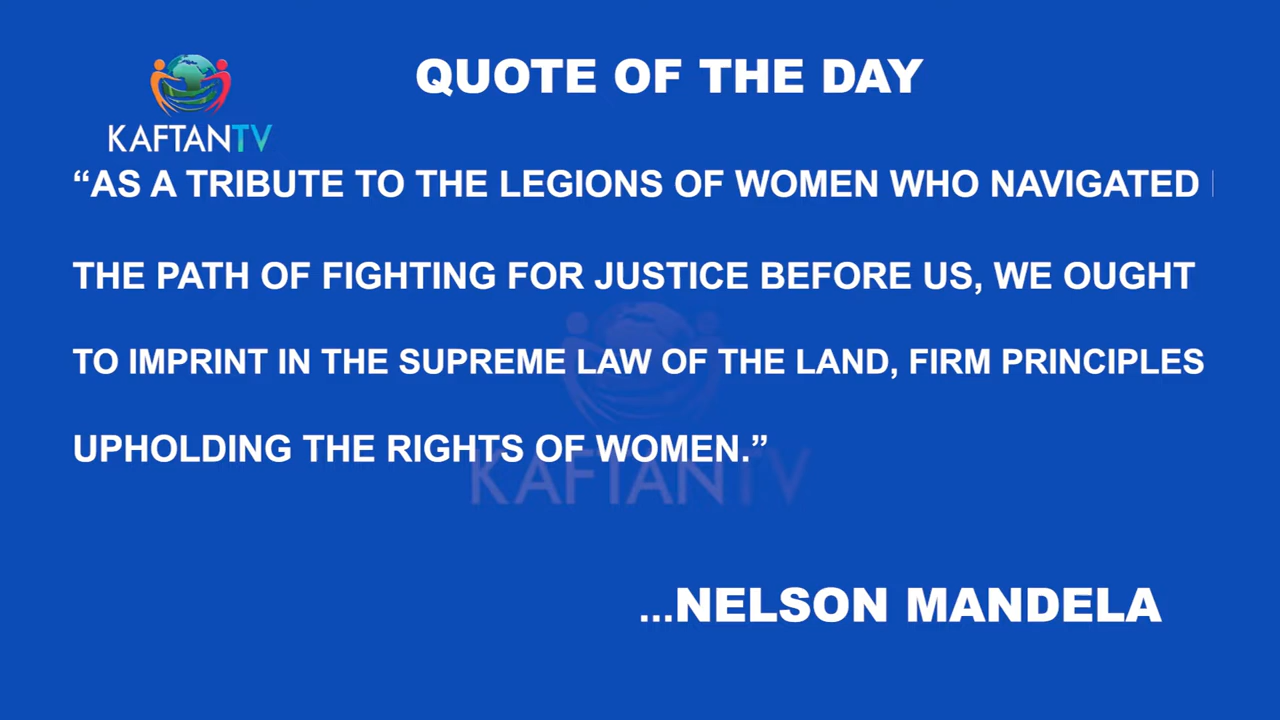 QUOTE OF THE DAY
KAFTANTV
“AS A TRIBUTE TO THE LEGIONS OF WOMEN WHO NAVIGATED
THE PATH OF FIGHTING FOR JUSTICE BEFORE US, WE OUGHT
TO IMPRINT IN THE SUPREME LAW OF THE LAND, FIRM PRINCIPLES
UPHOLDING THE RIGHTS OF WOMEN.”
KAFTANTV
...NELSON MANDELA